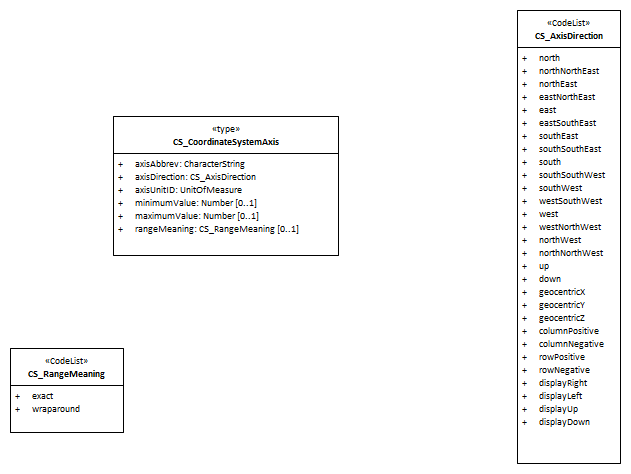 «type»
CS_CoordinateSystemAxis
+ axisAbbrev: CharacterString
+ axisDirection: CS_AxisDirection
+ axisUnitID: UnitOfMeasure
+ minimumValue: Number [0..1]
+ maximumValue: Number [0..1]
+ rangeMeaning: CS_RangeMeaning [0..1]
«CodeList»
CS_RangeMeaning
+ exact
+ wraparound
«CodeList»
CS_AxisDirection
+ north
+ northNorthEast
+ northEast
+ eastNorthEast
+ east
+ eastSouthEast
+ southEast
+ southSouthEast
+ south
+ southSouthWest
+ southWest
+ westSouthWest
+ west
+ westNorthWest
+ northWest
+ northNorthWest
+ up
+ down
+ geocentricX
+ geocentricY
+ geocentricZ
+ columnPositive
+ columnNegative
+ rowPositive
+ rowNegative
+ displayRight
+ displayLeft
+ displayUp
+ displayDown